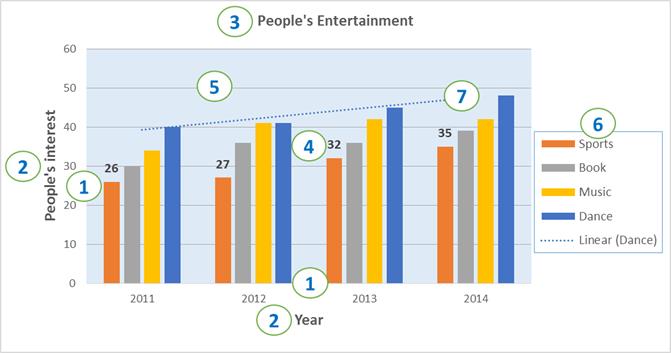 3 People's Entertainment
60
50
40
30
20
10
0
People's interest
2
1
5
7
4
1
26
27
32
35
2011 2012 2013 2014
2 Year
6
Sports
Book
Music
Dance
Linear (Dance)